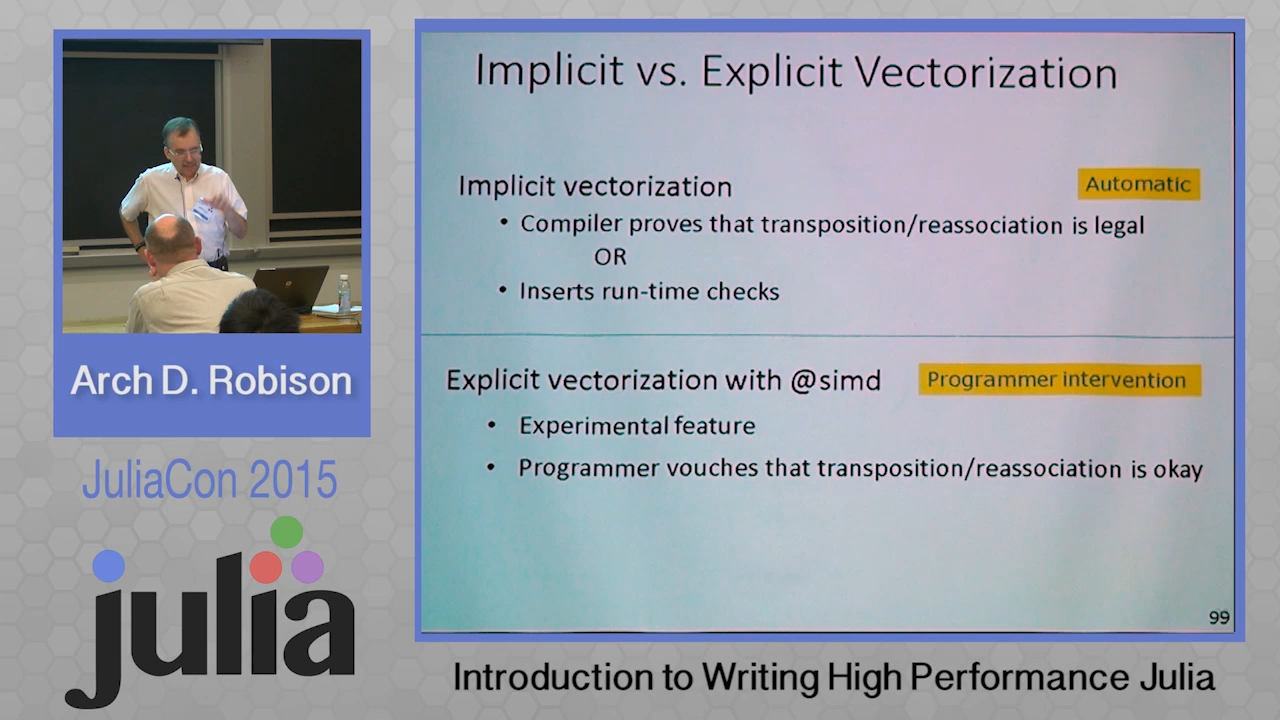 Implicit vs. Explicit Vectorization
Implicit vectorization
Automatic
• Compiler proves that transposition/reassociation is legal
OR
• Inserts run-time checks
Explicit vectorization with @simd
Programmer intervention
• Experimental feature
• Programmer vouches that transposition/reassociation is okay
99
Arch D. Robison
JuliaCon 2015
julia
Introduction to Writing High Performance Julia